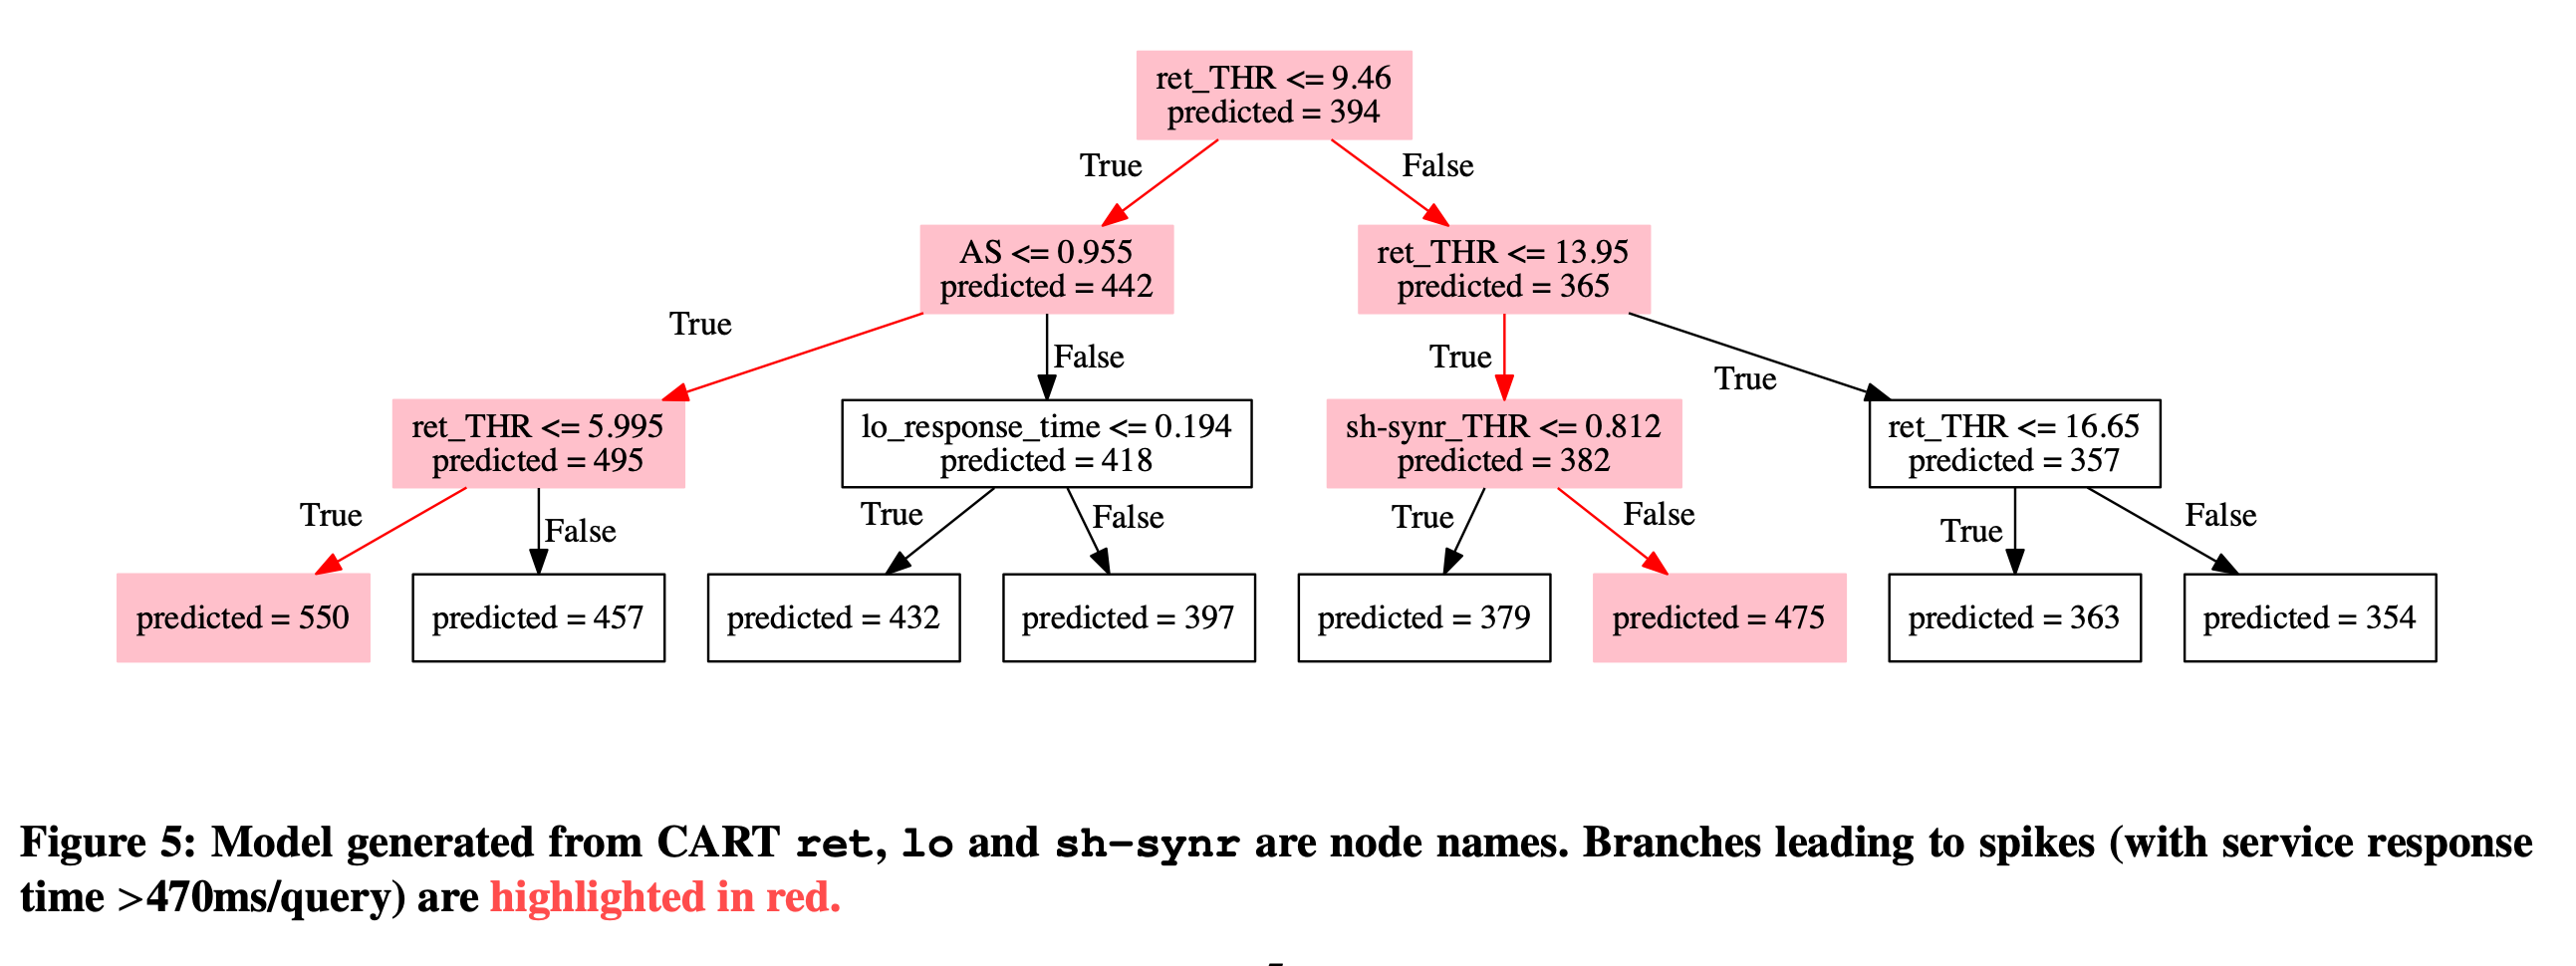 ret_THR <= 9.46
predicted = 394
True
False
AS <= 0.955
predicted = 442
ret_THR <= 13.95
predicted = 365
True
False
True
True
ret_THR <= 5.995
predicted = 495
lo_response_time <= 0.194
predicted = 418
sh-synr_THR <= 0.812
predicted = 382
ret_THR <= 16.65
predicted = 357
True
False
True
False
True
False
True
False
predicted = 550
predicted = 457
predicted = 432
predicted = 397
predicted = 379
predicted = 475
predicted = 363
predicted = 354
Figure 5: Model generated from CART ret, lo and sh-synr are node names. Branches leading to spikes (with service response
time >470ms/query) are highlighted in red.